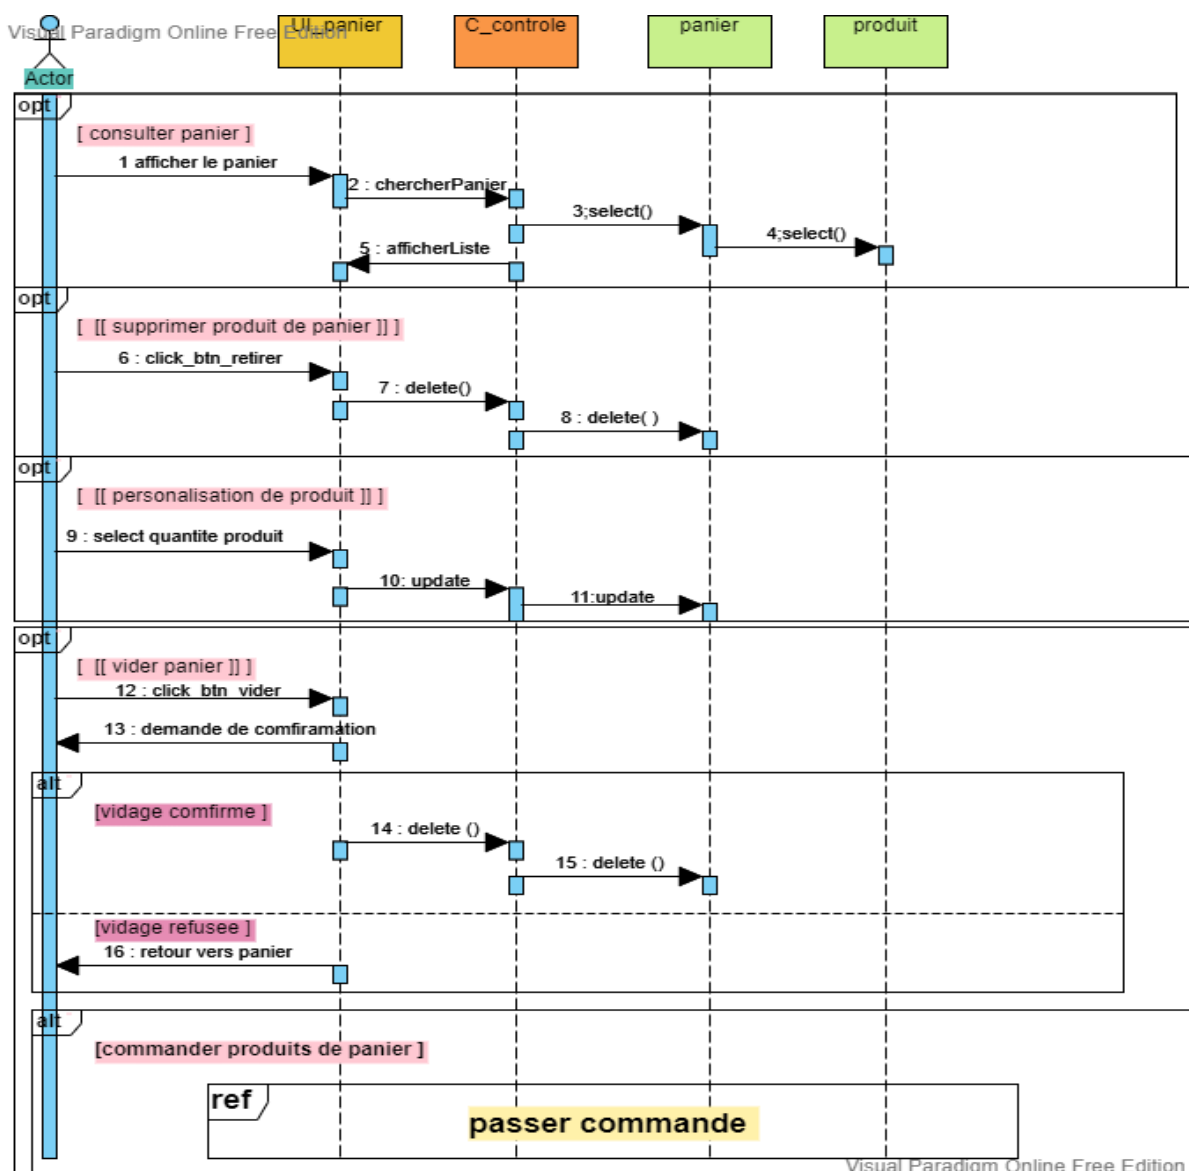 Visual Paradigm Online Free Edition
UI_panier
C_controle
panier
produit
Actor
opt
[ consulter panier ]
1 afficher le panier
2 : chercherPanier
3;select()
4;select()
5 : afficherListe
opt
[ [[ supprimer produit de panier ]] ]
6 : click_btn_retirer
7 : delete()
8 : delete( )
opt
[ [[ personalisation de produit ]] ]
9 : select quantite produit
10: update
11:update
opt
[ [[ vider panier ]] ]
12 : click_btn_vider
13 : demande de comfiramation
alt
[vidage comfirme ]
14 : delete ()
15 : delete ()
[vidage refusee ]
16 : retour vers panier
alt
[commander produits de panier ]
ref
passer commande
Visual Paradigm Online Free Edition